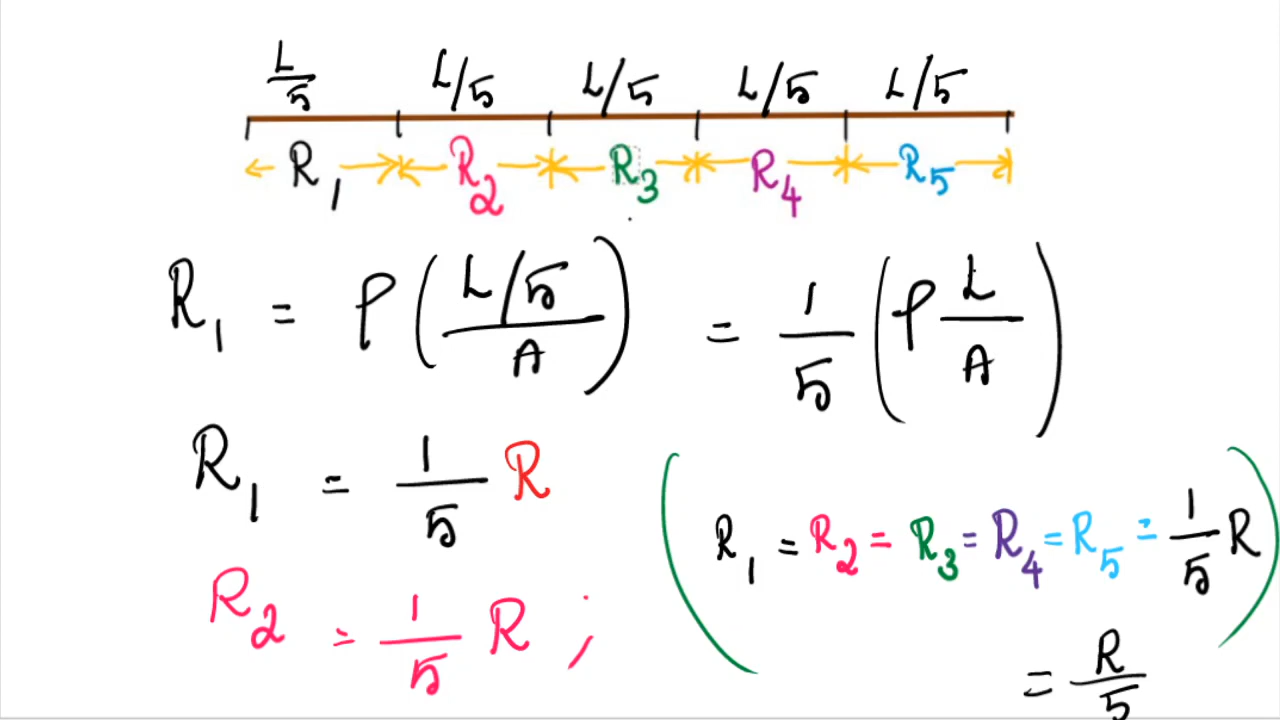 L/5 L/5 L/5 L/5 L/5
R₁ R₂ R₃ R₄ R₅
R₁ = ρ((L/5)/A) = 1/5 (ρ L/A)
R₁ = 1/5 R
(R₁ = R₂ = R₃ = R₄ = R₅ = 1/5 R)
R₂ = 1/5 R ;
= R/5